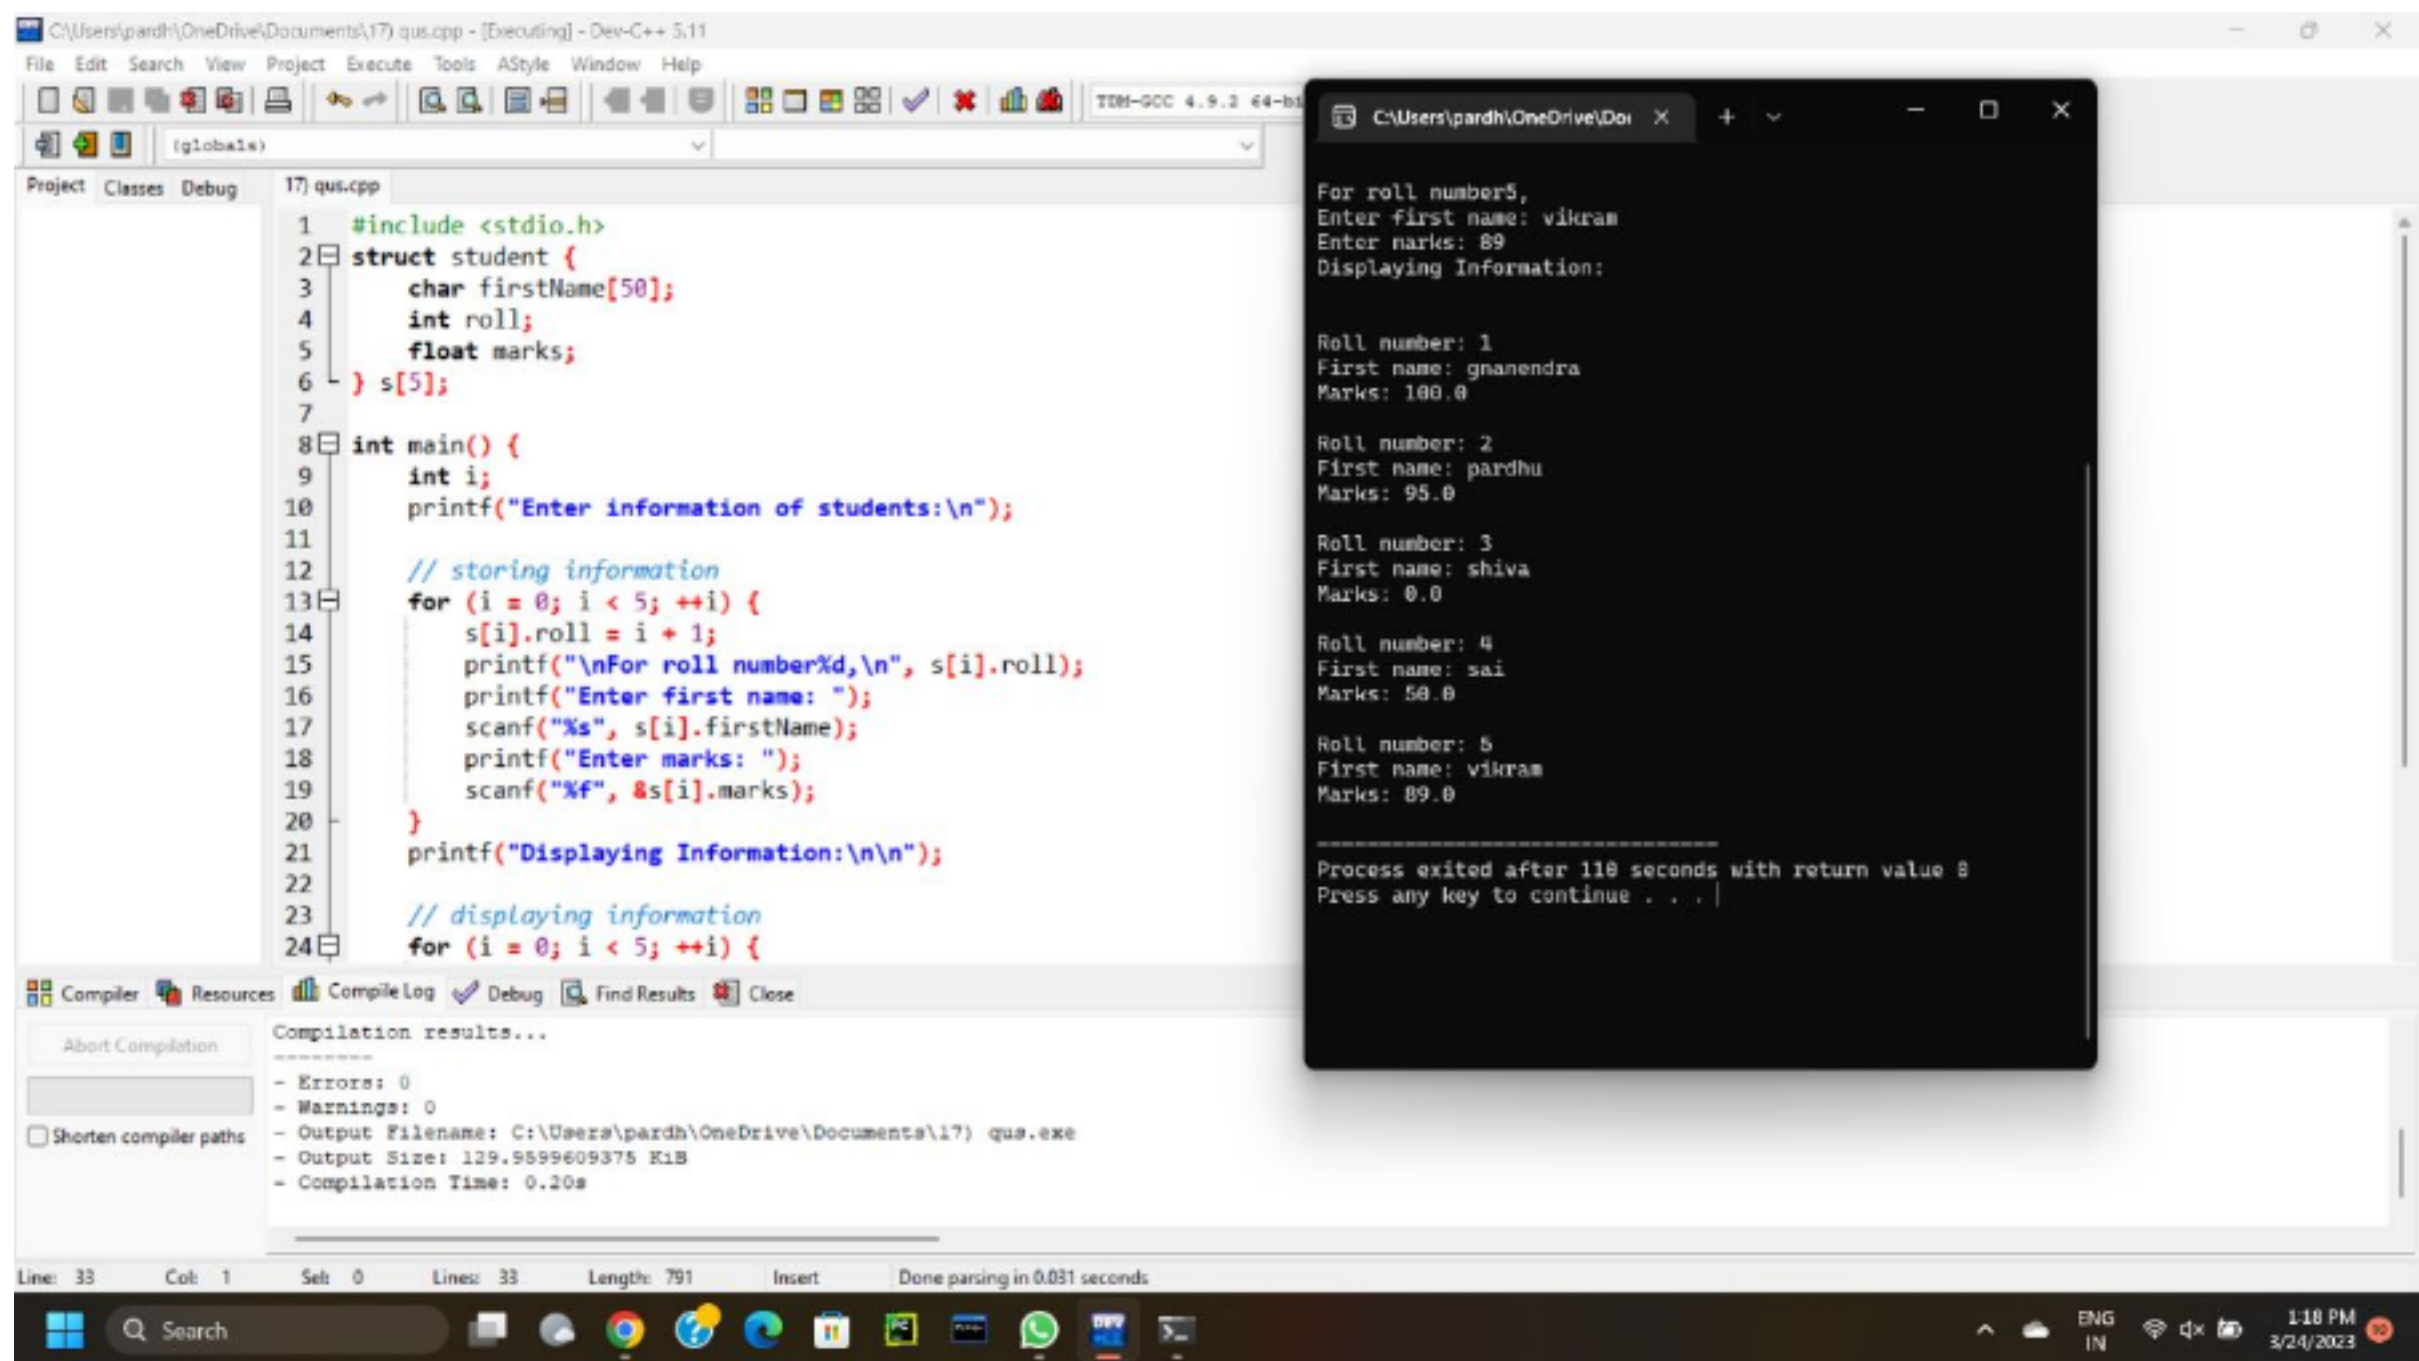 C:\Users\pardh\OneDrive\Documents\17) qus.cpp - [Executing] - Dev-C++ 5.11
File Edit Search View Project Execute Tools AStyle Window Help
TDM-GCC 4.9.2 64-bi
(globals)
Project Classes Debug
17) qus.cpp
1 #include <stdio.h>
2 struct student {
3 char firstName[50];
4 int roll;
5 float marks;
6 } s[5];
7
8 int main() {
9 int i;
10 printf("Enter information of students:\n");
11
12 // storing information
13 for (i = 0; i < 5; ++i) {
14 s[i].roll = i + 1;
15 printf("\nFor roll number%d,\n", s[i].roll);
16 printf("Enter first name: ");
17 scanf("%s", s[i].firstName);
18 printf("Enter marks: ");
19 scanf("%f", &s[i].marks);
20 }
21 printf("Displaying Information:\n\n");
22
23 // displaying information
24 for (i = 0; i < 5; ++i) {
C:\Users\pardh\OneDrive\Doc
For roll number5,
Enter first name: vikram
Enter marks: 89
Displaying Information:
Roll number: 1
First name: gnanendra
Marks: 100.0
Roll number: 2
First name: pardhu
Marks: 95.0
Roll number: 3
First name: shiva
Marks: 0.0
Roll number: 4
First name: sai
Marks: 50.0
Roll number: 5
First name: vikram
Marks: 89.0
--------------------------------
Process exited after 110 seconds with return value 0
Press any key to continue . . .
Compiler Resources Compile Log Debug Find Results Close
Abort Compilation
Shorten compiler paths
Compilation results...
--------
- Errors: 0
- Warnings: 0
- Output Filename: C:\Users\pardh\OneDrive\Documents\17) qus.exe
- Output Size: 129.9599609375 KiB
- Compilation Time: 0.20s
Line: 33 Col: 1 Sel: 0 Lines: 33 Length: 791 Insert Done parsing in 0.031 seconds
Search
DEV
ENG
IN
1:18 PM
3/24/2023